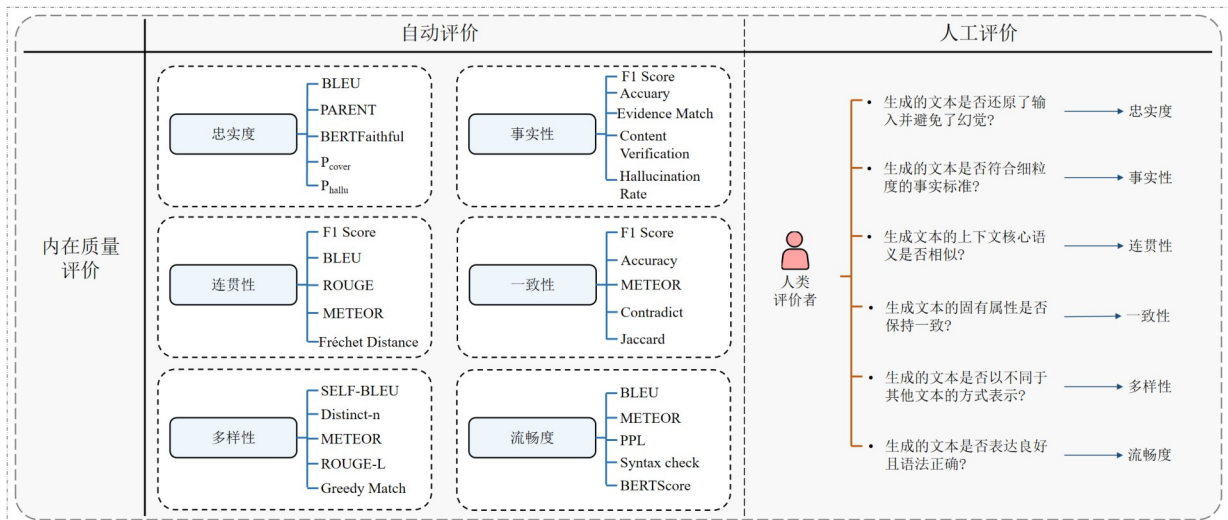 自动评价
人工评价
内在质量
评价
忠实度
BLEU
PARENT
BERTFaithful
Pcover
Phallu
事实性
F1 Score
Accuary
Evidence Match
Content
Verification
Hallucination
Rate
连贯性
F1 Score
BLEU
ROUGE
METEOR
Fréchet Distance
一致性
F1 Score
Accuracy
METEOR
Contradict
Jaccard
多样性
SELF-BLEU
Distinct-n
METEOR
ROUGE-L
Greedy Match
流畅度
BLEU
METEOR
PPL
Syntax check
BERTScore
人类
评价者
• 生成的文本是否还原了输
入并避免了幻觉?
忠实度
• 生成的文本是否符合细粒
度的事实标准?
事实性
• 生成文本的上下文核心语
义是否相似?
连贯性
• 生成文本的固有属性是否
保持一致?
一致性
• 生成的文本是否以不同于
其他文本的方式表示?
多样性
• 生成的文本是否表达良好
且语法正确?
流畅度